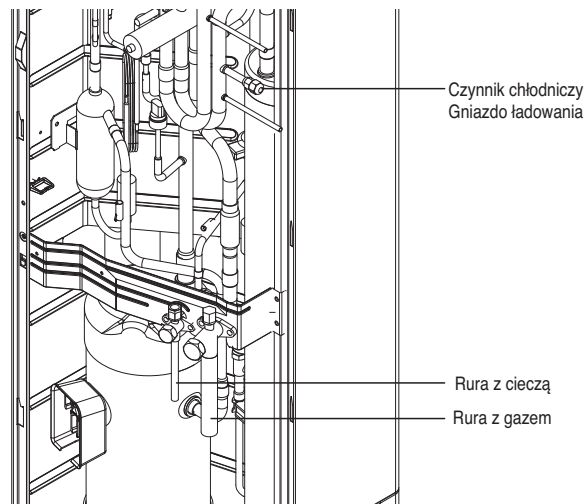 Czynnik chłodniczy
Gniazdo ładowania
Rura z cieczą
Rura z gazem